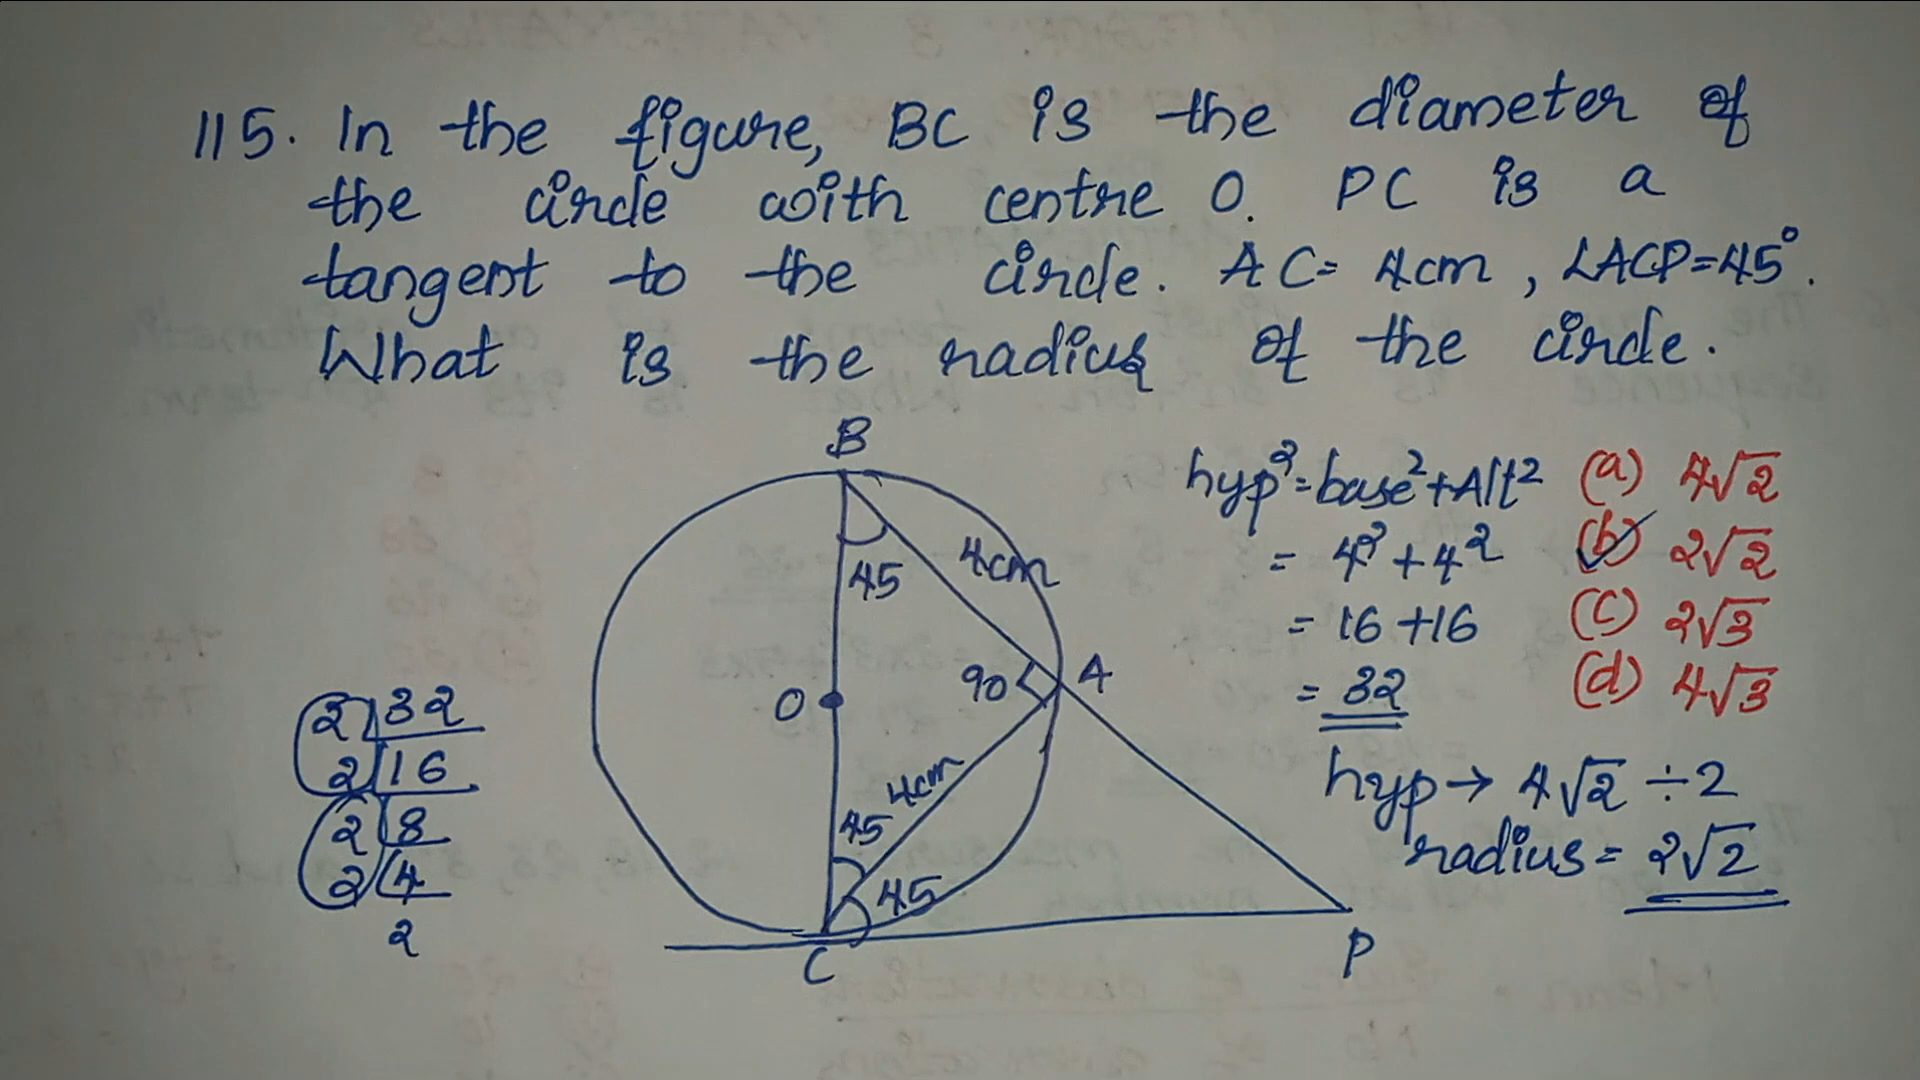 115. In the figure, BC is the diameter of
the circle with centre O. PC is a
tangent to the circle. AC= 4cm, ∠ACP=45°.
What is the radius of the circle.
B
45
4cm
O
90
A
4cm
45
45
C
P
2 32
2 16
2 8
2 4
2
hyp²=base²+Alt²
= 4²+4²
= 16+16
= 32
(a) 4√2
(b) 2√2
(c) 2√3
(d) 4√3
hyp→ 4√2 ÷2
radius= 2√2